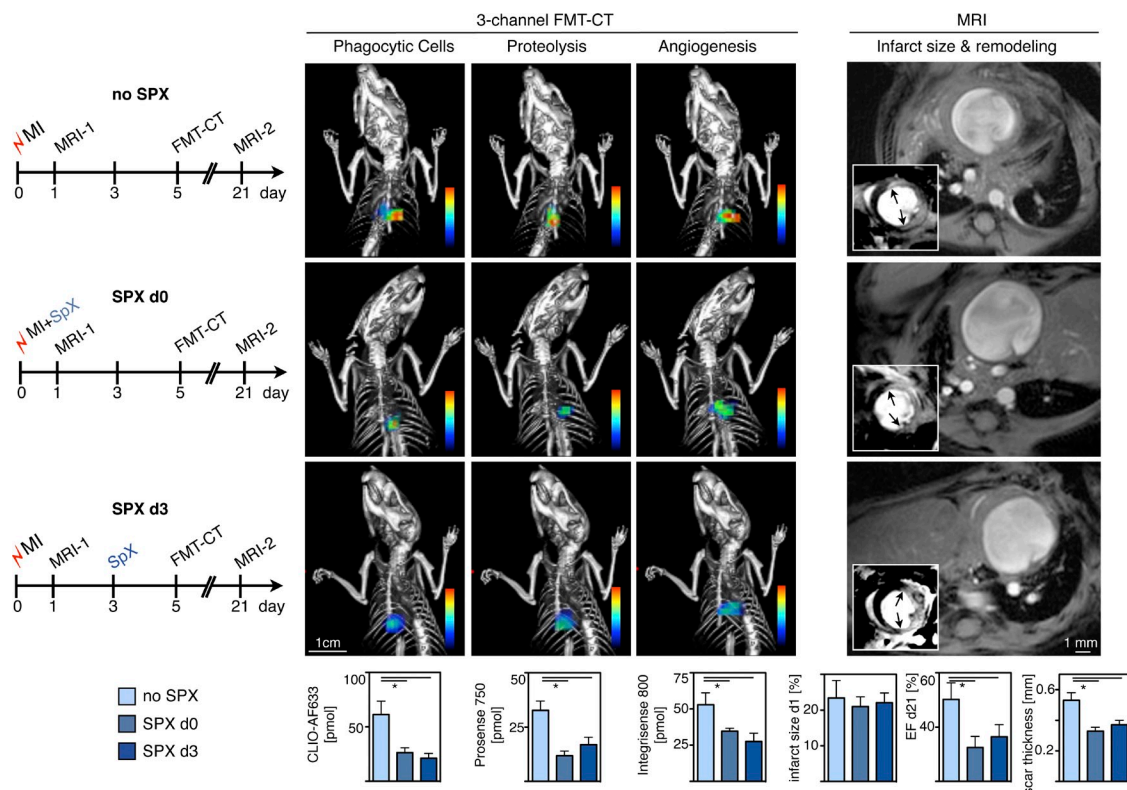 3-channel FMT-CT
MRI
Phagocytic Cells
Proteolysis
Angiogenesis
Infarct size & remodeling
no SPX
MI
MRI-1
FMT-CT
MRI-2
0 1 3 5 21 day
SPX d0
MI+SpX
MRI-1
FMT-CT
MRI-2
0 1 3 5 21 day
SPX d3
MI
MRI-1
SpX
FMT-CT
MRI-2
0 1 3 5 21 day
1cm
1 mm
no SPX
SPX d0
SPX d3
CLIO-AF633
[pmol]
100
50
*
Prosense 750
[pmol]
50
25
*
Integrisense 800
[pmol]
75
50
25
*
infarct size d1 [%]
20
EF d21 [%]
60
40
*
scar thickness [mm]
0.6
0.2
*